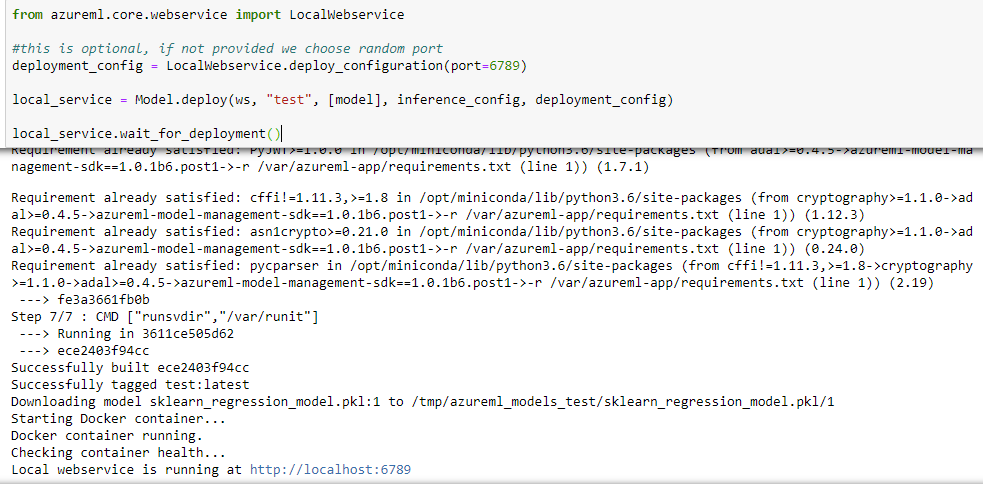 from azureml.core.webservice import LocalWebservice
#this is optional, if not provided we choose random port
deployment_config = LocalWebservice.deploy_configuration(port=6789)
local_service = Model.deploy(ws, "test", [model], inference_config, deployment_config)
local_service.wait_for_deployment()
Requirement already satisfied: PyJWT>=1.0.0 in /opt/miniconda/lib/python3.6/site-packages (from adal>=0.4.5->azureml-model-ma
nagement-sdk==1.0.1b6.post1->-r /var/azureml-app/requirements.txt (line 1)) (1.7.1)
Requirement already satisfied: cffi!=1.11.3,>=1.8 in /opt/miniconda/lib/python3.6/site-packages (from cryptography>=1.1.0->ad
al>=0.4.5->azureml-model-management-sdk==1.0.1b6.post1->-r /var/azureml-app/requirements.txt (line 1)) (1.12.3)
Requirement already satisfied: asn1crypto>=0.21.0 in /opt/miniconda/lib/python3.6/site-packages (from cryptography>=1.1.0->ad
al>=0.4.5->azureml-model-management-sdk==1.0.1b6.post1->-r /var/azureml-app/requirements.txt (line 1)) (0.24.0)
Requirement already satisfied: pycparser in /opt/miniconda/lib/python3.6/site-packages (from cffi!=1.11.3,>=1.8->cryptography
>=1.1.0->adal>=0.4.5->azureml-model-management-sdk==1.0.1b6.post1->-r /var/azureml-app/requirements.txt (line 1)) (2.19)
---> fe3a3661fb0b
Step 7/7 : CMD ["runsvdir","/var/runit"]
---> Running in 3611ce505d62
---> ece2403f94cc
Successfully built ece2403f94cc
Successfully tagged test:latest
Downloading model sklearn_regression_model.pkl:1 to /tmp/azureml_models_test/sklearn_regression_model.pkl/1
Starting Docker container...
Docker container running.
Checking container health...
Local webservice is running at http://localhost:6789